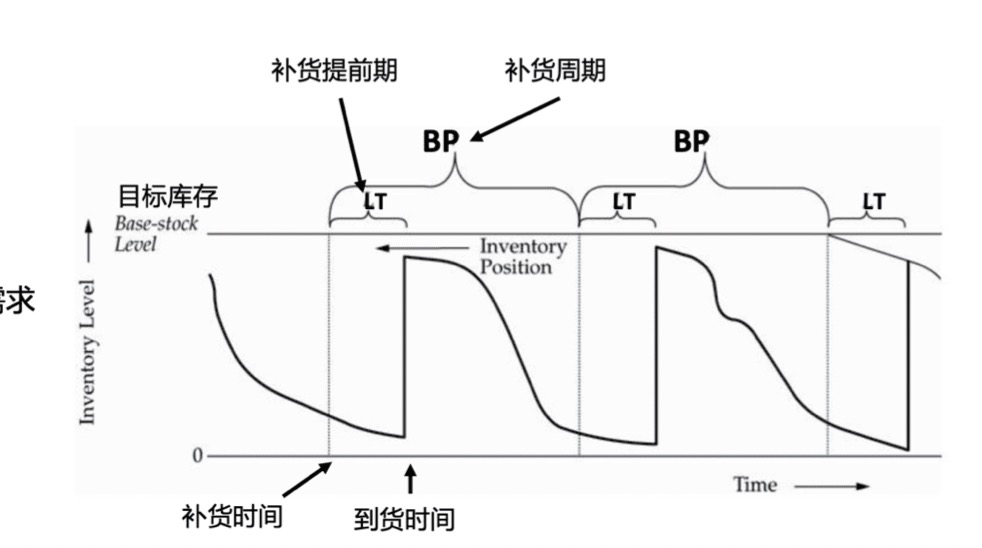 补货提前期
补货周期
BP
BP
目标库存
LT
LT
LT
Base-stock
Level
Inventory
Position
求
Inventory Level
0
Time
补货时间
到货时间